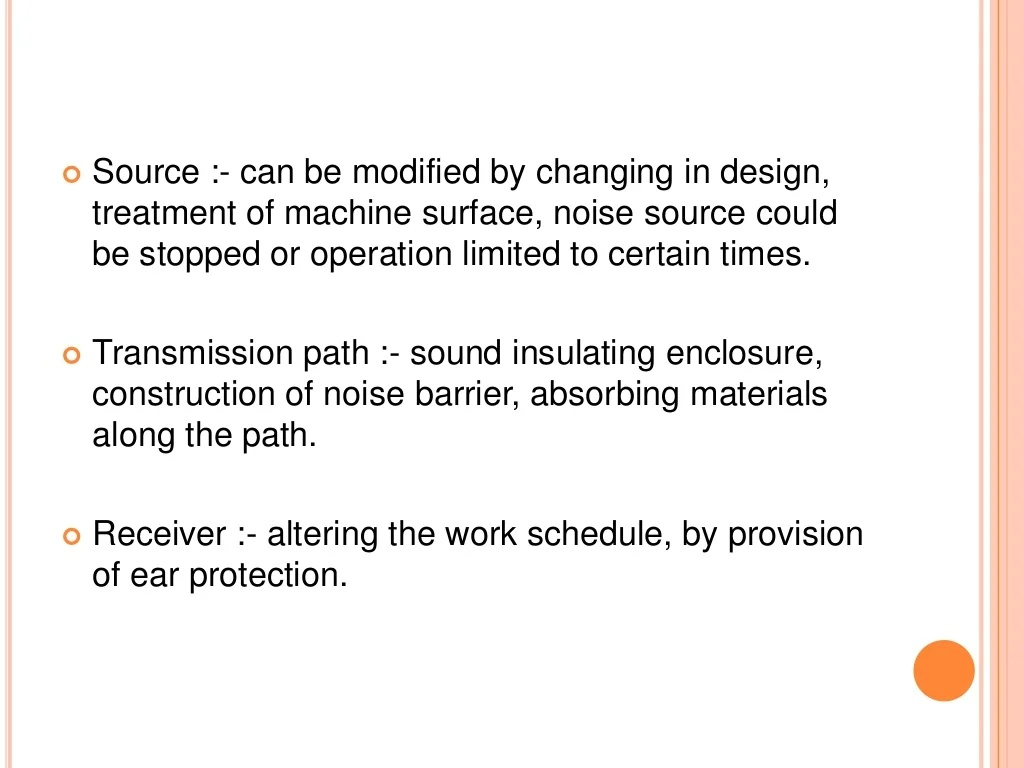 Source :- can be modified by changing in design,
treatment of machine surface, noise source could
be stopped or operation limited to certain times.
Transmission path :- sound insulating enclosure,
construction of noise barrier, absorbing materials
along the path.
Receiver :- altering the work schedule, by provision
of ear protection.